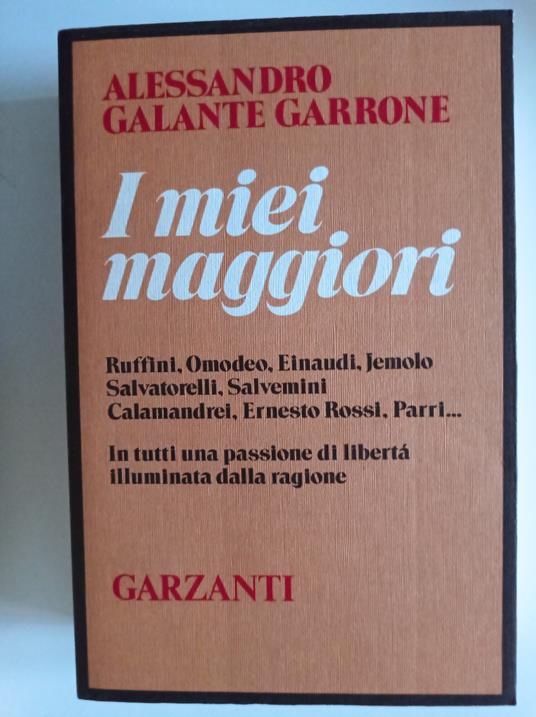 ALESSANDRO
GALANTE GARRONE
I miei
maggiori
Ruffini, Omodeo, Einaudi, Jemolo
Salvatorelli, Salvemini
Calamandrei, Ernesto Rossi, Parri...
In tutti una passione di libertá
illuminata dalla ragione
GARZANTI